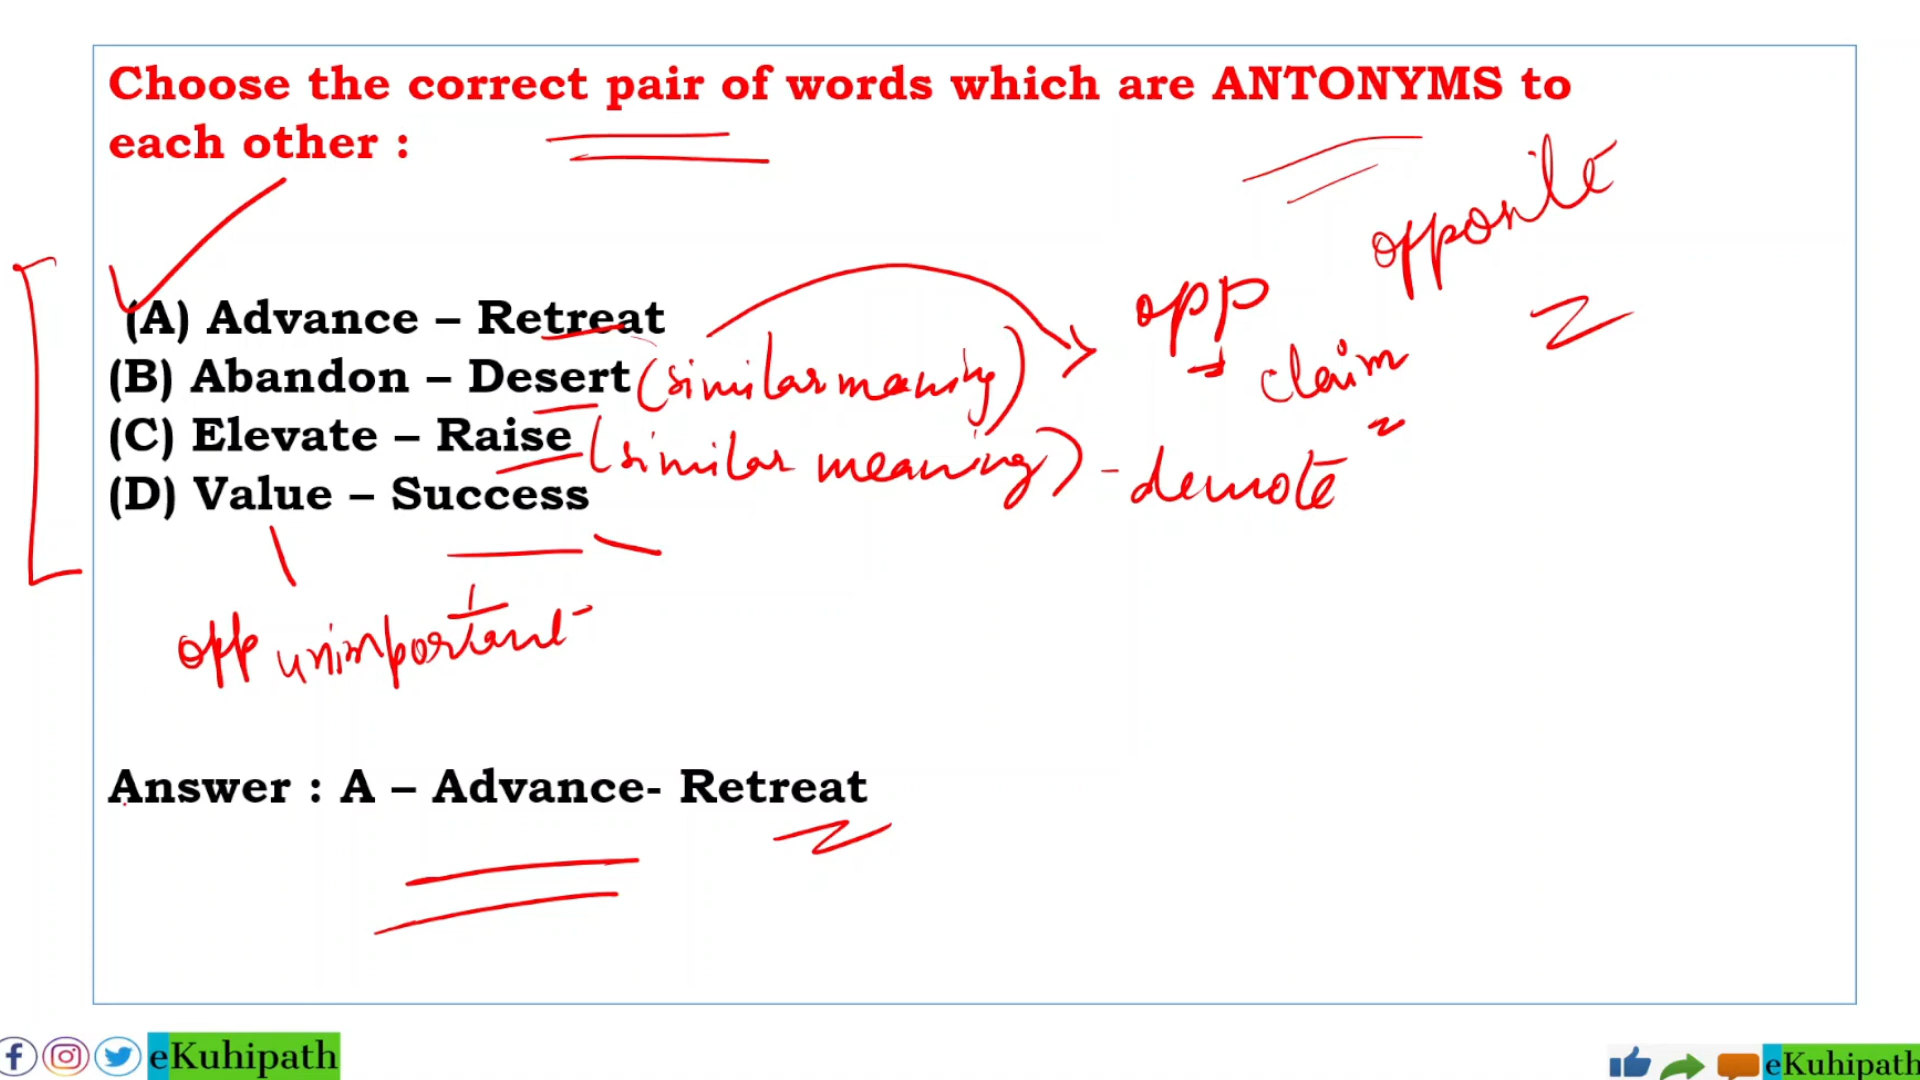 Choose the correct pair of words which are ANTONYMS to
each other :
opposite
(A) Advance – Retreat
opp
(B) Abandon – Desert (similar meaning)
claim
(C) Elevate – Raise (similar meaning) - demote
(D) Value – Success
opp unimportant
Answer : A – Advance- Retreat
eKuhipath
eKuhipath